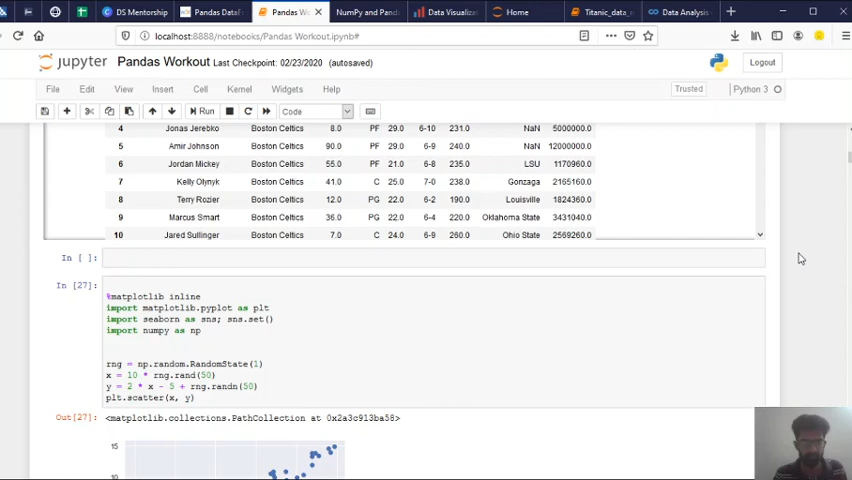 DS Mentorship
Pandas DataF
Pandas Wo
NumPy and Panda
Data Visualiza
Home
Titanic_data_
Data Analysis
localhost:8888/notebooks/Pandas Workout.ipynb#
jupyter Pandas Workout Last Checkpoint: 02/23/2020 (autosaved)
Logout
File Edit View Insert Cell Kernel Widgets Help
Trusted
Python 3
Run
Code
4 Jonas Jerebko Boston Celtics 8.0 PF 29.0 6-10 231.0 NaN 5000000.0
5 Amir Johnson Boston Celtics 90.0 PF 29.0 6-9 240.0 NaN 12000000.0
6 Jordan Mickey Boston Celtics 55.0 PF 21.0 6-8 235.0 LSU 1170960.0
7 Kelly Olynyk Boston Celtics 41.0 C 25.0 7-0 238.0 Gonzaga 2165160.0
8 Terry Rozier Boston Celtics 12.0 PG 22.0 6-2 190.0 Louisville 1824360.0
9 Marcus Smart Boston Celtics 36.0 PG 22.0 6-4 220.0 Oklahoma State 3431040.0
10 Jared Sullinger Boston Celtics 7.0 C 24.0 6-9 260.0 Ohio State 2569260.0
In [ ]:
In [27]:
%matplotlib inline
import matplotlib.pyplot as plt
import seaborn as sns; sns.set()
import numpy as np
rng = np.random.RandomState(1)
x = 10 * rng.rand(50)
y = 2 * x - 5 + rng.randn(50)
plt.scatter(x, y)
Out[27]: <matplotlib.collections.PathCollection at 0x2a3c913ba58>
15
10